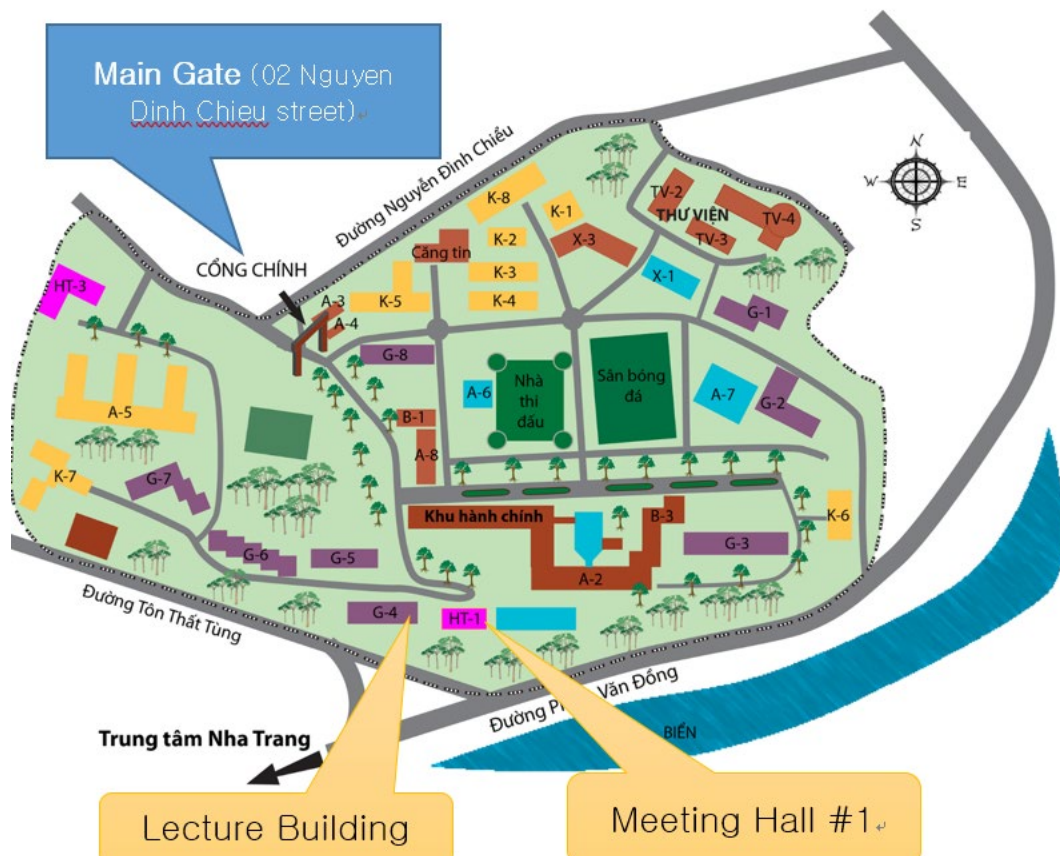 Main Gate (02 Nguyen
Dinh Chieu street)
Đường Nguyễn Đình Chiểu
N
W
E
S
K-8
K-1
TV-2
THƯ VIỆN
TV-4
TV-3
K-2
X-3
Căng tin
CỔNG CHÍNH
HT-3
K-3
X-1
A-3
K-5
K-4
G-1
A-4
G-8
Nhà
thi
đấu
Sân bóng
đá
A-6
A-7
G-2
A-5
B-1
A-8
K-7
G-7
Khu hành chính
B-3
K-6
G-6
G-5
G-3
A-2
Đường Tôn Thất Tùng
G-4
HT-1
Đường P
Văn Đồng
BIỂN
Trung tâm Nha Trang
Lecture Building
Meeting Hall #1